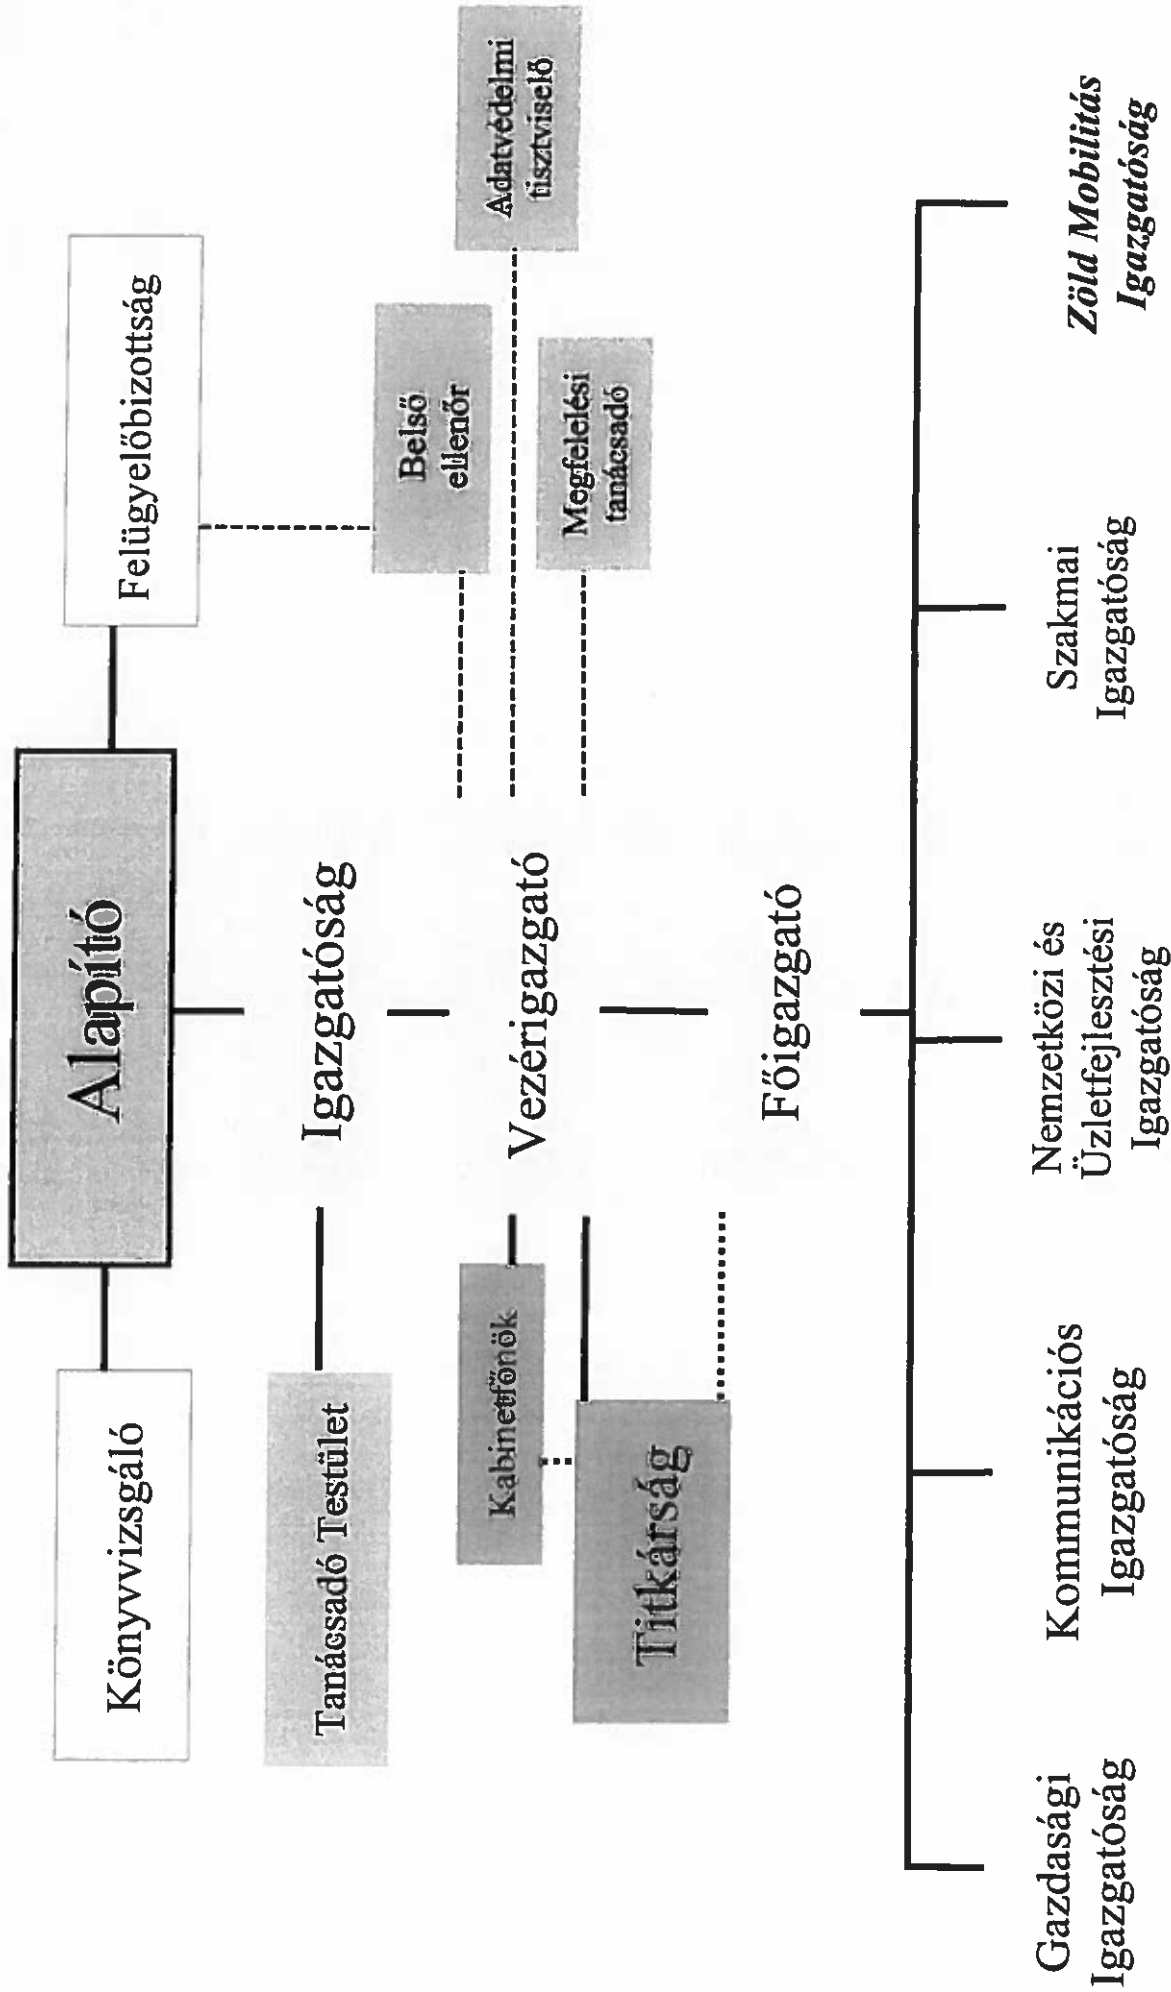 Alapító
Könyvvizsgáló
Felügyelőbizottság
Igazgatóság
Tanácsadó Testület
Belső
ellenőr
Adatvédelmi
tisztviselő
Megfelelési
tanácsadó
Vezérigazgató
Kabinetfőnök
Titkárság
Főigazgató
Gazdasági
Igazgatóság
Kommunikációs
Igazgatóság
Nemzetközi és
Üzletfejlesztési
Igazgatóság
Szakmai
Igazgatóság
Zöld Mobilitás
Igazgatóság